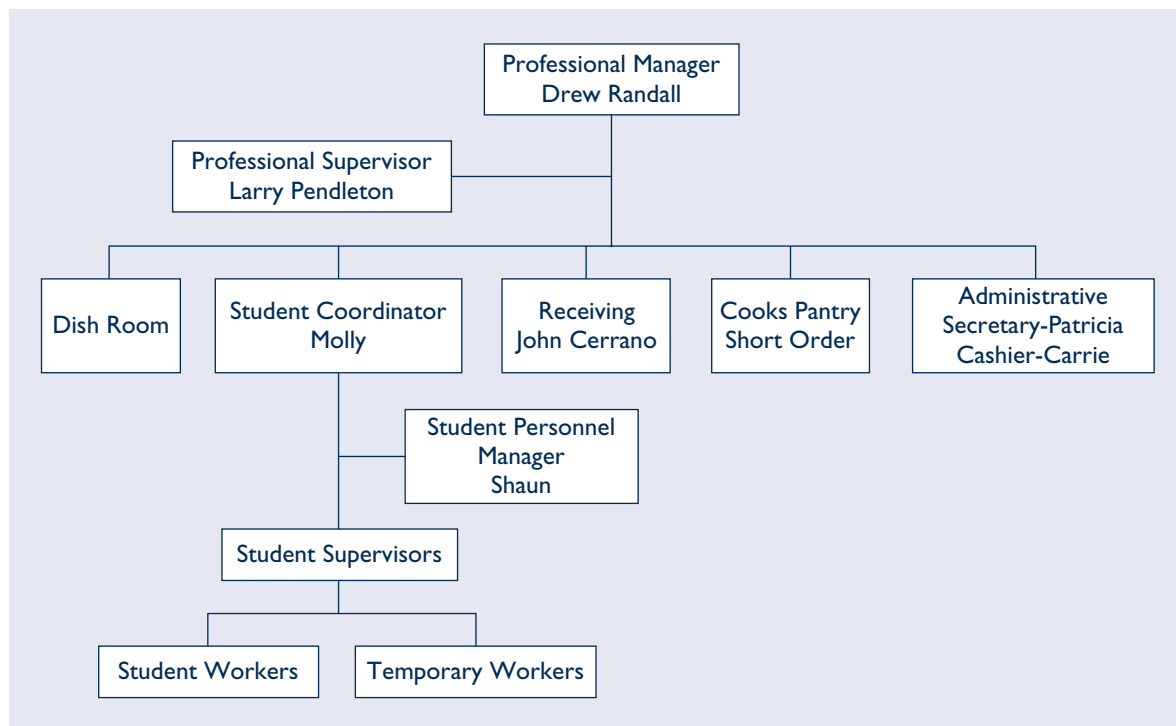 Professional Manager
Drew Randall
Professional Supervisor
Larry Pendleton
Dish Room
Student Coordinator
Molly
Receiving
John Cerrano
Cooks Pantry
Short Order
Administrative
Secretary-Patricia
Cashier-Carrie
Student Personnel
Manager
Shaun
Student Supervisors
Student Workers
Temporary Workers